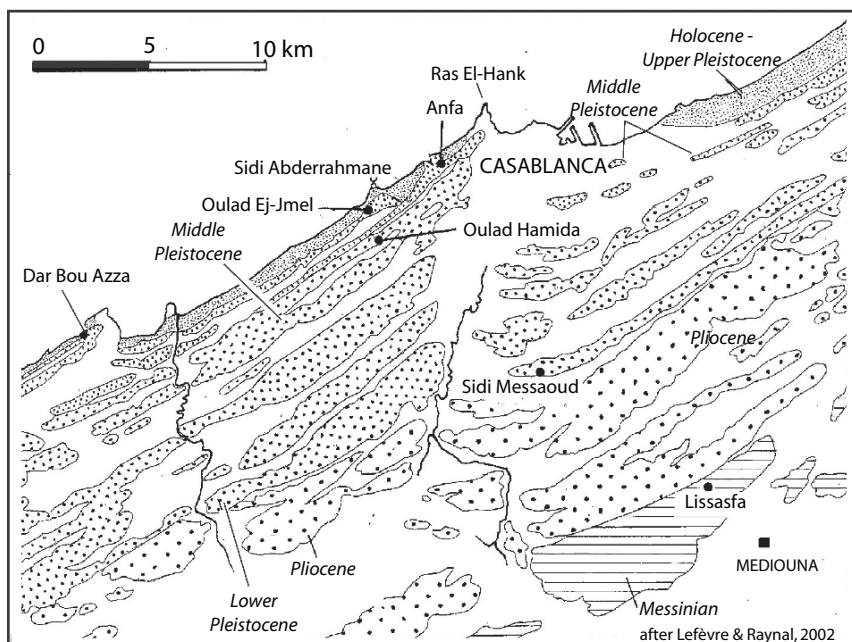 0 5 10 km
Holocene -
Upper Pleistocene
Ras El-Hank
Middle
Pleistocene
Anfa
Sidi Abderrahmane
CASABLANCA
Oulad Ej-Jmel
Middle
Pleistocene
Oulad Hamida
Dar Bou Azza
Pliocene
Sidi Messaoud
Lissasfa
MEDIOUNA
Pliocene
Lower
Pleistocene
Messinian
after Lefèvre & Raynal, 2002